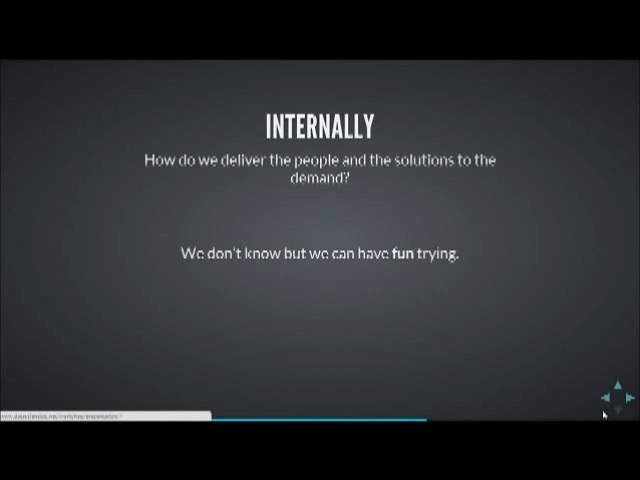 INTERNALLY
How do we deliver the people and the solutions to the
demand?
We don't know but we can have fun trying.